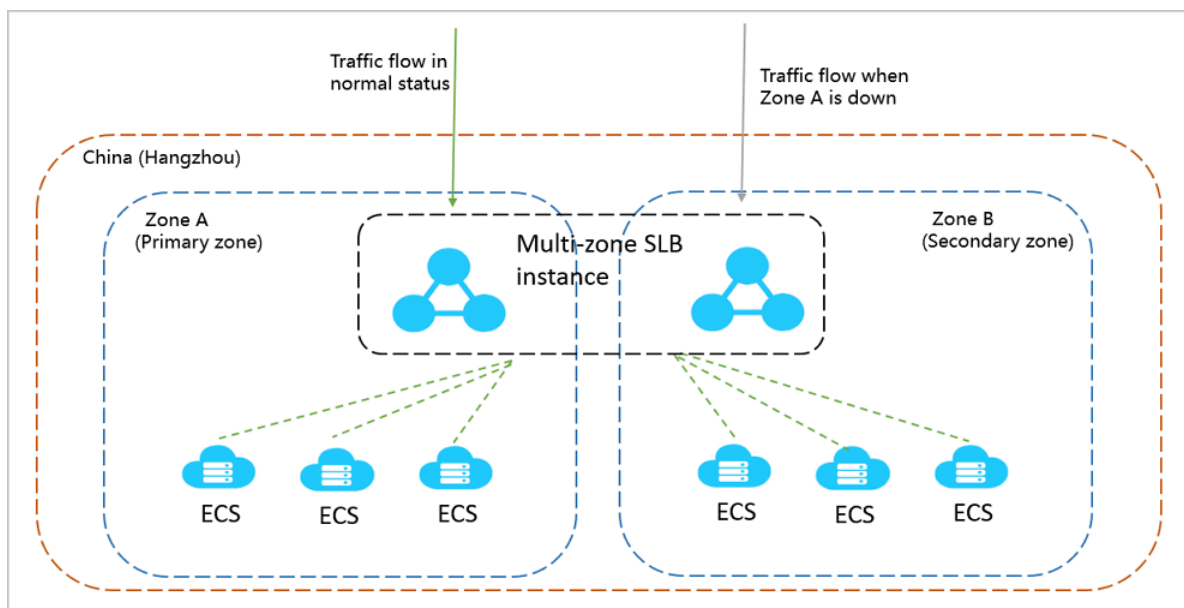 Traffic flow in
normal status
Traffic flow when
Zone A is down
China (Hangzhou)
Zone A
(Primary zone)
Multi-zone SLB
instance
Zone B
(Secondary zone)
ECS
ECS
ECS
ECS
ECS
ECS